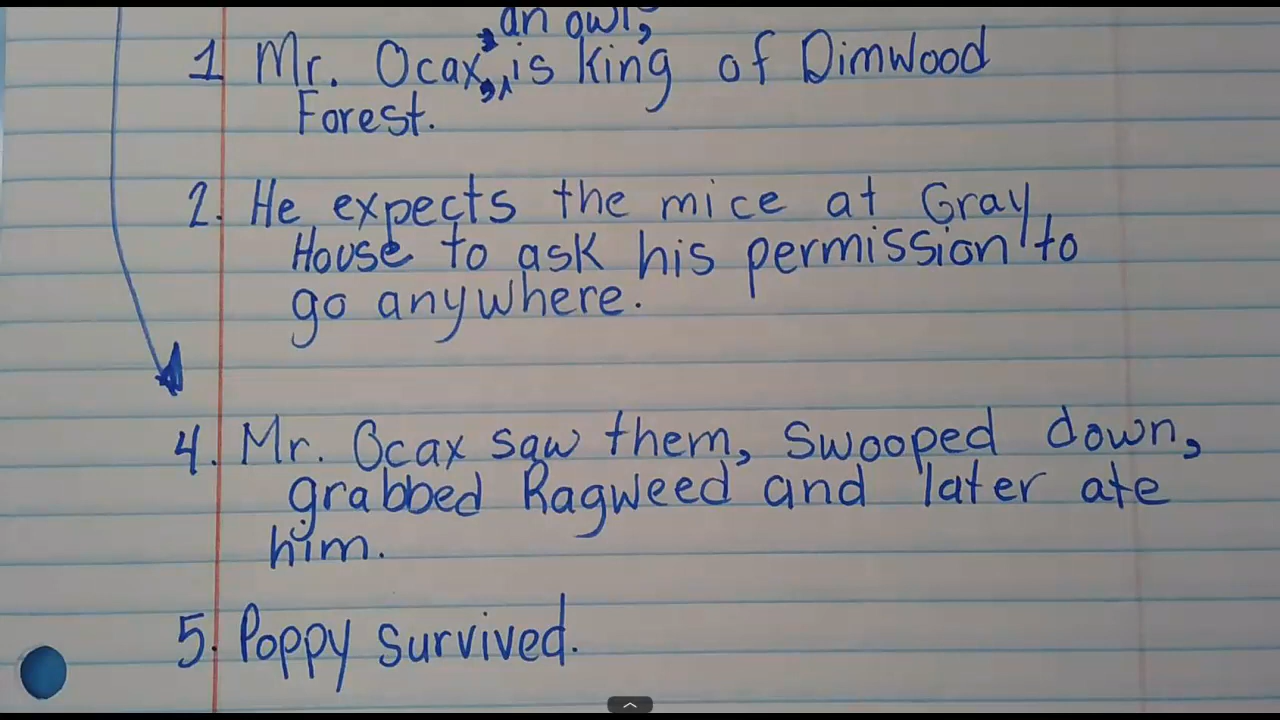 an owl,
1 Mr. Ocax, is king of Dimwood
Forest.
2. He expects the mice at Gray
House to ask his permission to
go anywhere.
4. Mr. Ocax saw them, swooped down,
grabbed Ragweed and later ate
him.
5. Poppy survived.